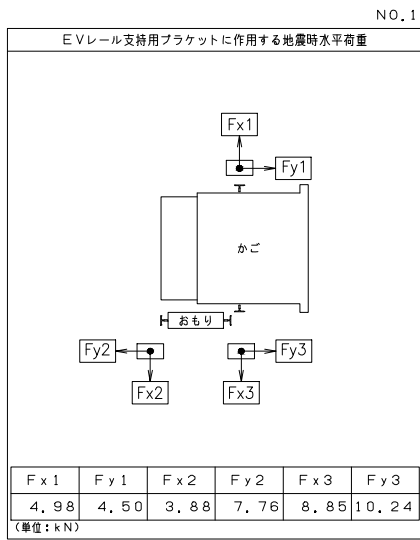 NO.1
EVレール支持用ブラケットに作用する地震時水平荷重
Fx1
Fy1
かご
おもり
Fy2
Fy3
Fx2
Fx3
Fx1 Fy1 Fx2 Fy2 Fx3 Fy3
4.98 4.50 3.88 7.76 8.85 10.24
(単位:kN)